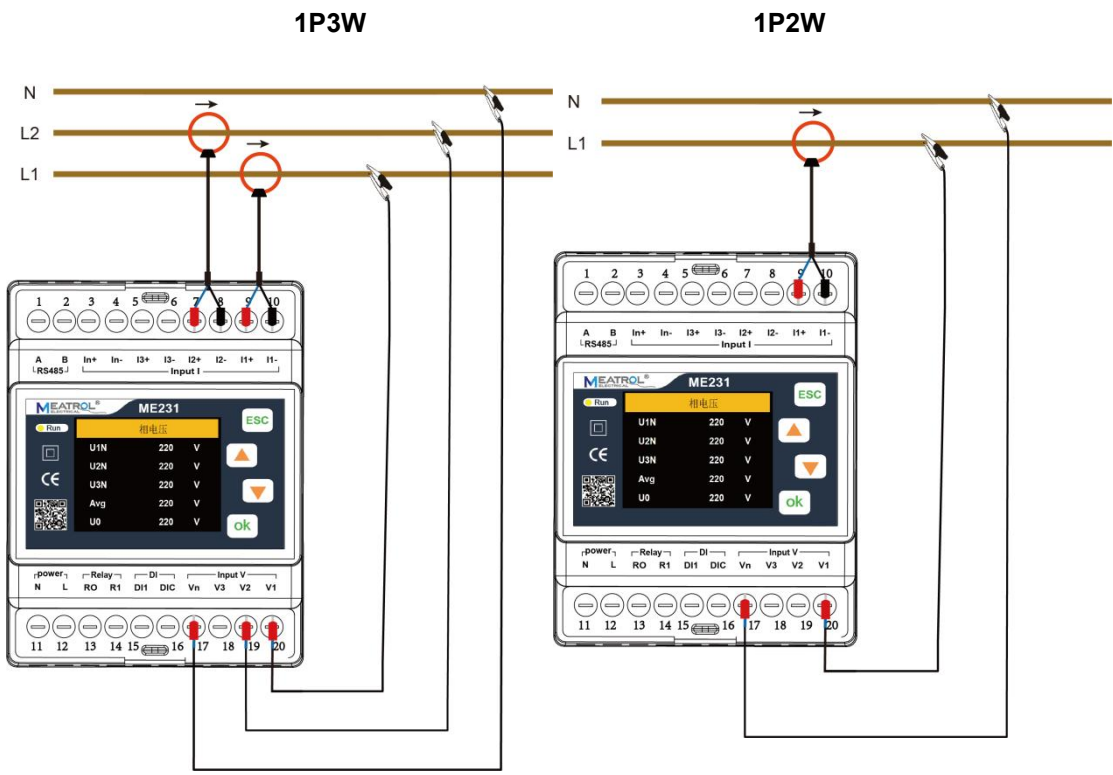 1P3W
1P2W
N
L2
L1
1 2 3 4 5 6 7 8 9 10
A B In+ In- I3+ I3- I2+ I2- I1+ I1-
RS485 Input I
MEATROL®
ELECTRICAL
ME231
Run
相电压
U1N 220 V
U2N 220 V
U3N 220 V
Avg 220 V
U0 220 V
ESC
ok
CE
power Relay DI Input V
N L RO R1 DI1 DIC Vn V3 V2 V1
11 12 13 14 15 16 17 18 19 20
N
L1
1 2 3 4 5 6 7 8 9 10
A B In+ In- I3+ I3- I2+ I2- I1+ I1-
RS485 Input I
MEATROL®
ELECTRICAL
ME231
Run
相电压
U1N 220 V
U2N 220 V
U3N 220 V
Avg 220 V
U0 220 V
ESC
ok
CE
power Relay DI Input V
N L RO R1 DI1 DIC Vn V3 V2 V1
11 12 13 14 15 16 17 18 19 20